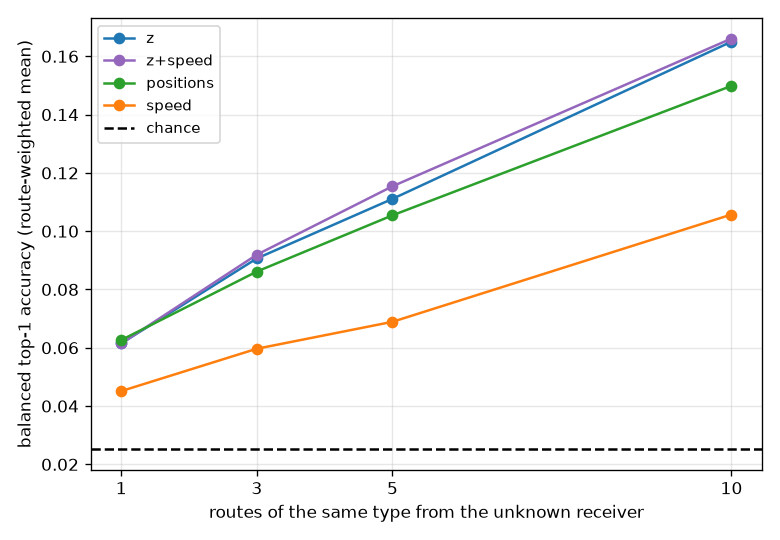 z
z+speed
positions
speed
chance
balanced top-1 accuracy (route-weighted mean)
0.16
0.14
0.12
0.10
0.08
0.06
0.04
0.02
1 3 5 10
routes of the same type from the unknown receiver